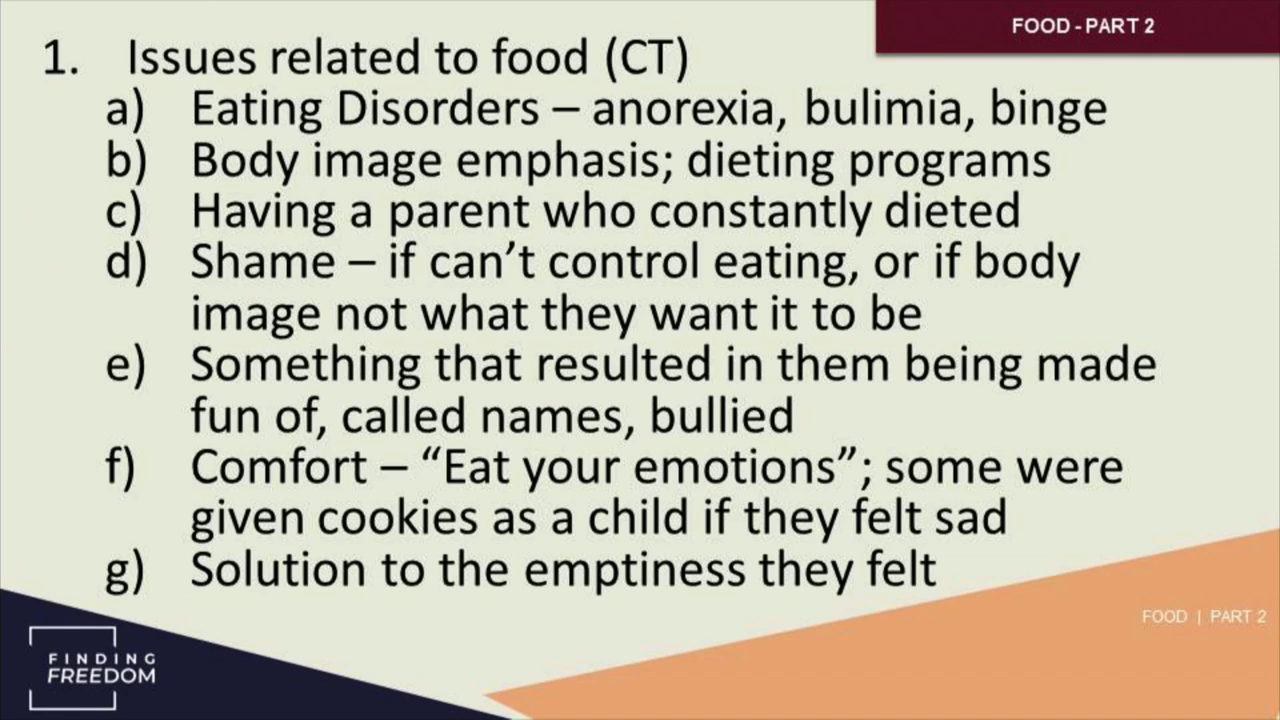 FOOD - PART 2
1. Issues related to food (CT)
a) Eating Disorders – anorexia, bulimia, binge
b) Body image emphasis; dieting programs
c) Having a parent who constantly dieted
d) Shame – if can’t control eating, or if body
image not what they want it to be
e) Something that resulted in them being made
fun of, called names, bullied
f) Comfort – “Eat your emotions”; some were
given cookies as a child if they felt sad
g) Solution to the emptiness they felt
FOOD | PART 2
FINDING
FREEDOM